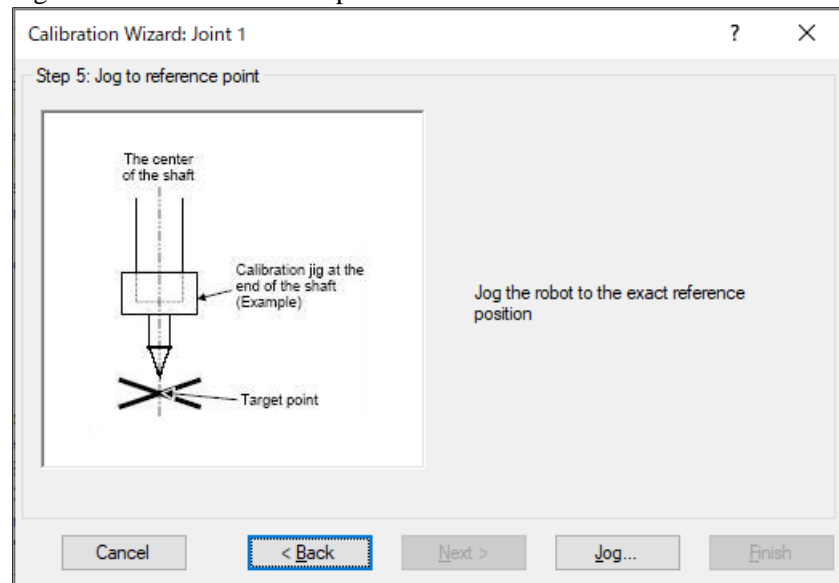 Calibration Wizard: Joint 1
?
Step 5: Jog to reference point
The center
of the shaft
Calibration jig at the
end of the shaft
(Example)
Target point
Jog the robot to the exact reference
position
Cancel
< Back
Next >
Jog...
Finish